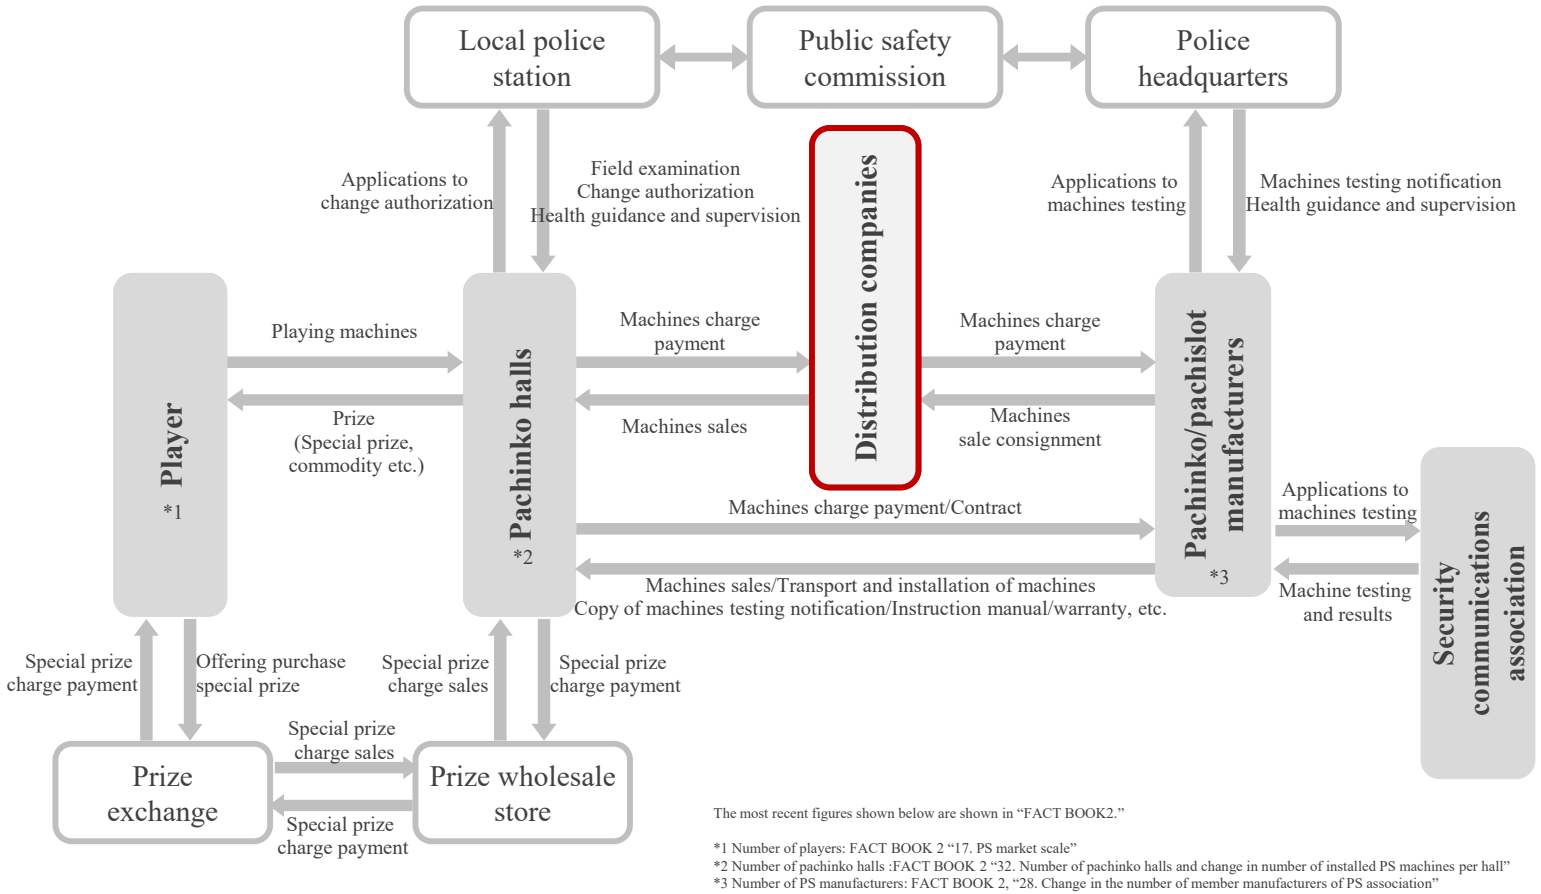 Local police
station
Public safety
commission
Police
headquarters
Applications to
change authorization
Field examination
Change authorization
Health guidance and supervision
Distribution companies
Applications to
machines testing
Machines testing notification
Health guidance and supervision
Player
*1
Playing machines
Prize
(Special prize,
commodity etc.)
Pachinko halls
*2
Machines charge
payment
Machines sales
Machines charge
payment
Machines
sale consignment
Pachinko/pachislot
manufacturers
*3
Machines charge payment/Contract
Machines sales/Transport and installation of machines
Copy of machines testing notification/Instruction manual/warranty, etc.
Applications to
machines testing
Machine testing
and results
Security
communications
association
Special prize
charge payment
Offering purchase
special prize
Special prize
charge sales
Special prize
charge payment
Special prize
charge sales
Special prize
charge payment
Prize
exchange
Prize wholesale
store
The most recent figures shown below are shown in “FACT BOOK2.”
*1 Number of players: FACT BOOK 2 “17. PS market scale”
*2 Number of pachinko halls :FACT BOOK 2 “32. Number of pachinko halls and change in number of installed PS machines per hall”
*3 Number of PS manufacturers: FACT BOOK 2, “28. Change in the number of member manufacturers of PS association”